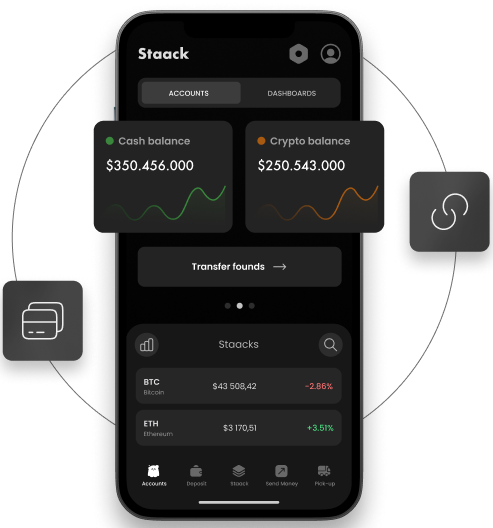 Staack
ACCOUNTS DASHBOARDS
Cash balance Crypto balance
$350.456.000 $250.543.000
Transfer founds
Staacks
BTC
Bitcoin
$43 508,42
-2.86%
ETH
Ethereum
$3 170,51
+3.51%
Accounts Deposit Staack Send Money Pick-up